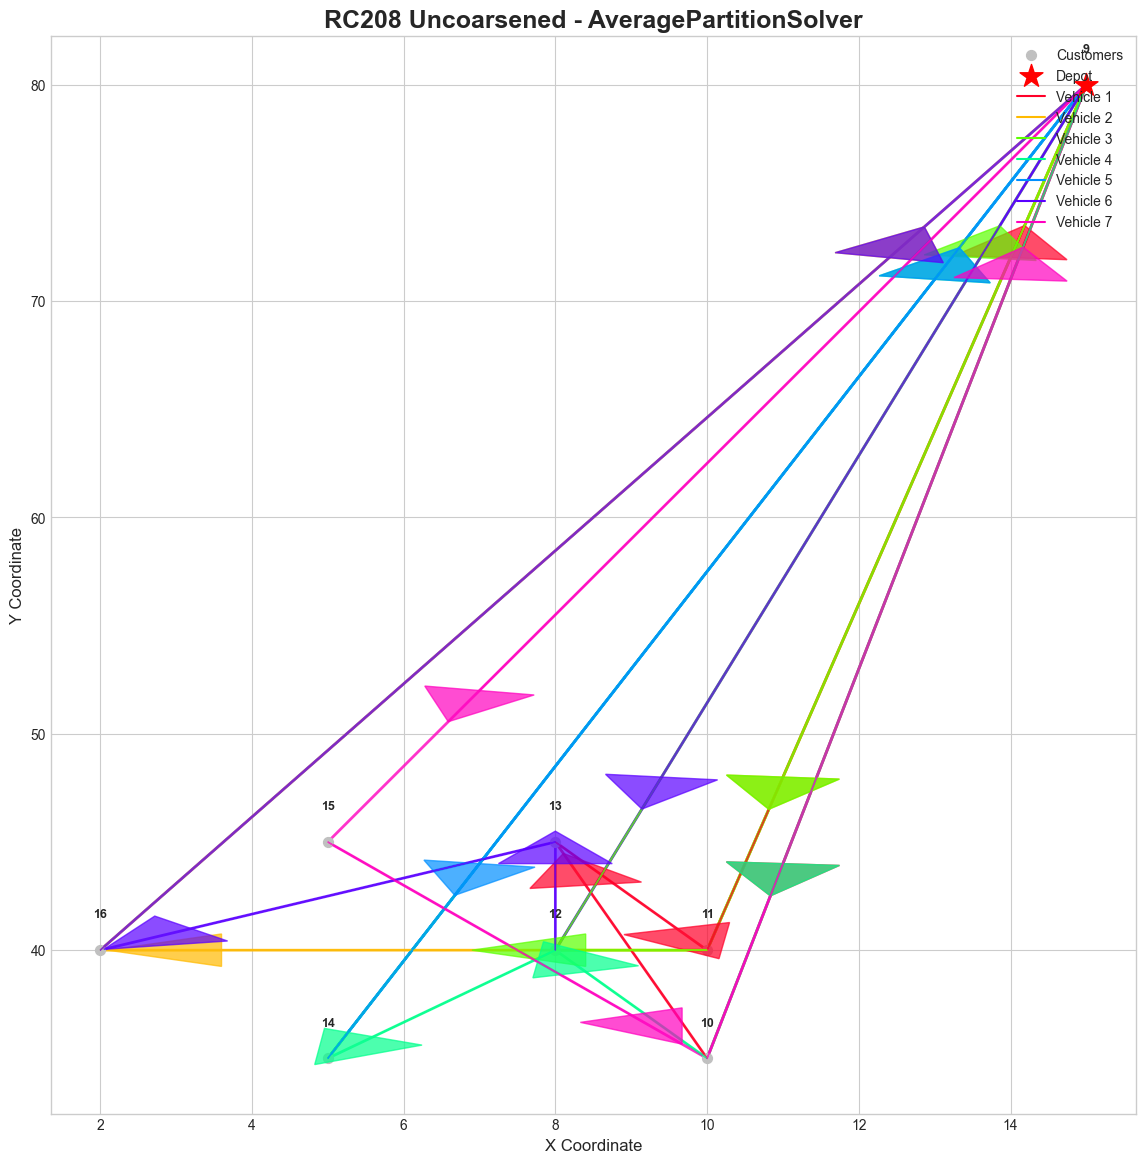 RC208 Uncoarsened - AveragePartitionSolver
9
Customers
Depot
Vehicle 1
Vehicle 2
Vehicle 3
Vehicle 4
Vehicle 5
Vehicle 6
Vehicle 7
80
70
60
50
40
Y Coordinate
15
13
16
12
11
14
10
2
4
6
8
10
12
14
X Coordinate